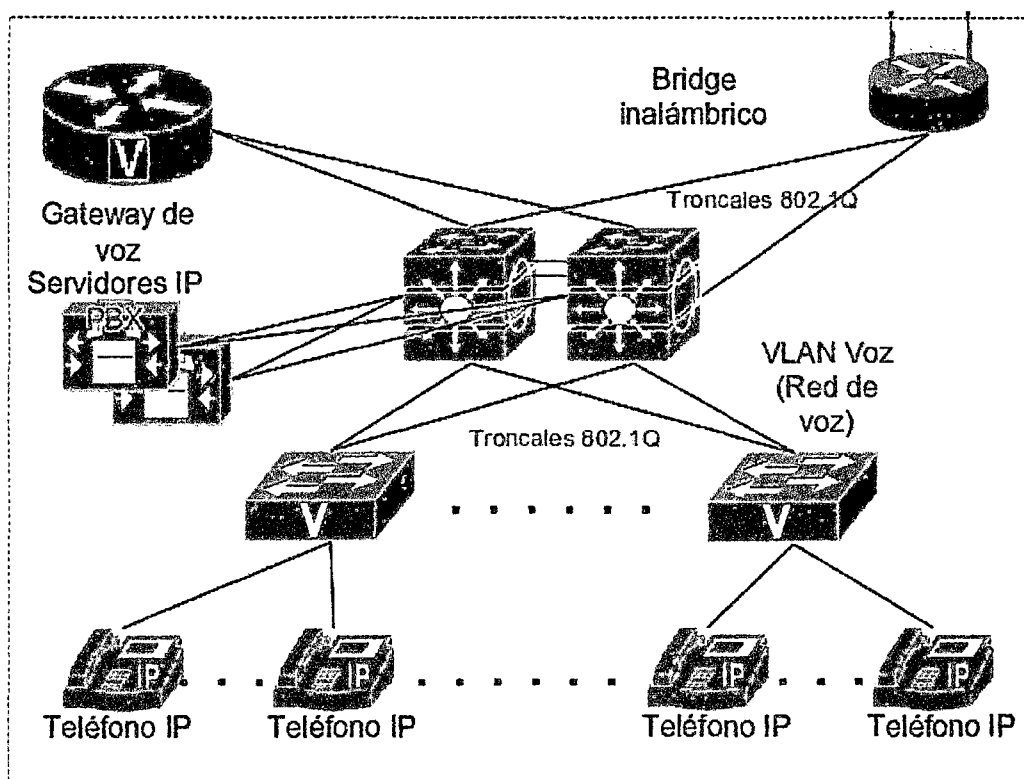 Bridge
inalámbrico
V
Gateway de
voz
Servidores IP
PBX
Troncales 802.1Q
VLAN Voz
(Red de
voz)
Troncales 802.1Q
V
V
IP
IP
IP
IP
Teléfono IP
Teléfono IP
Teléfono IP
Teléfono IP